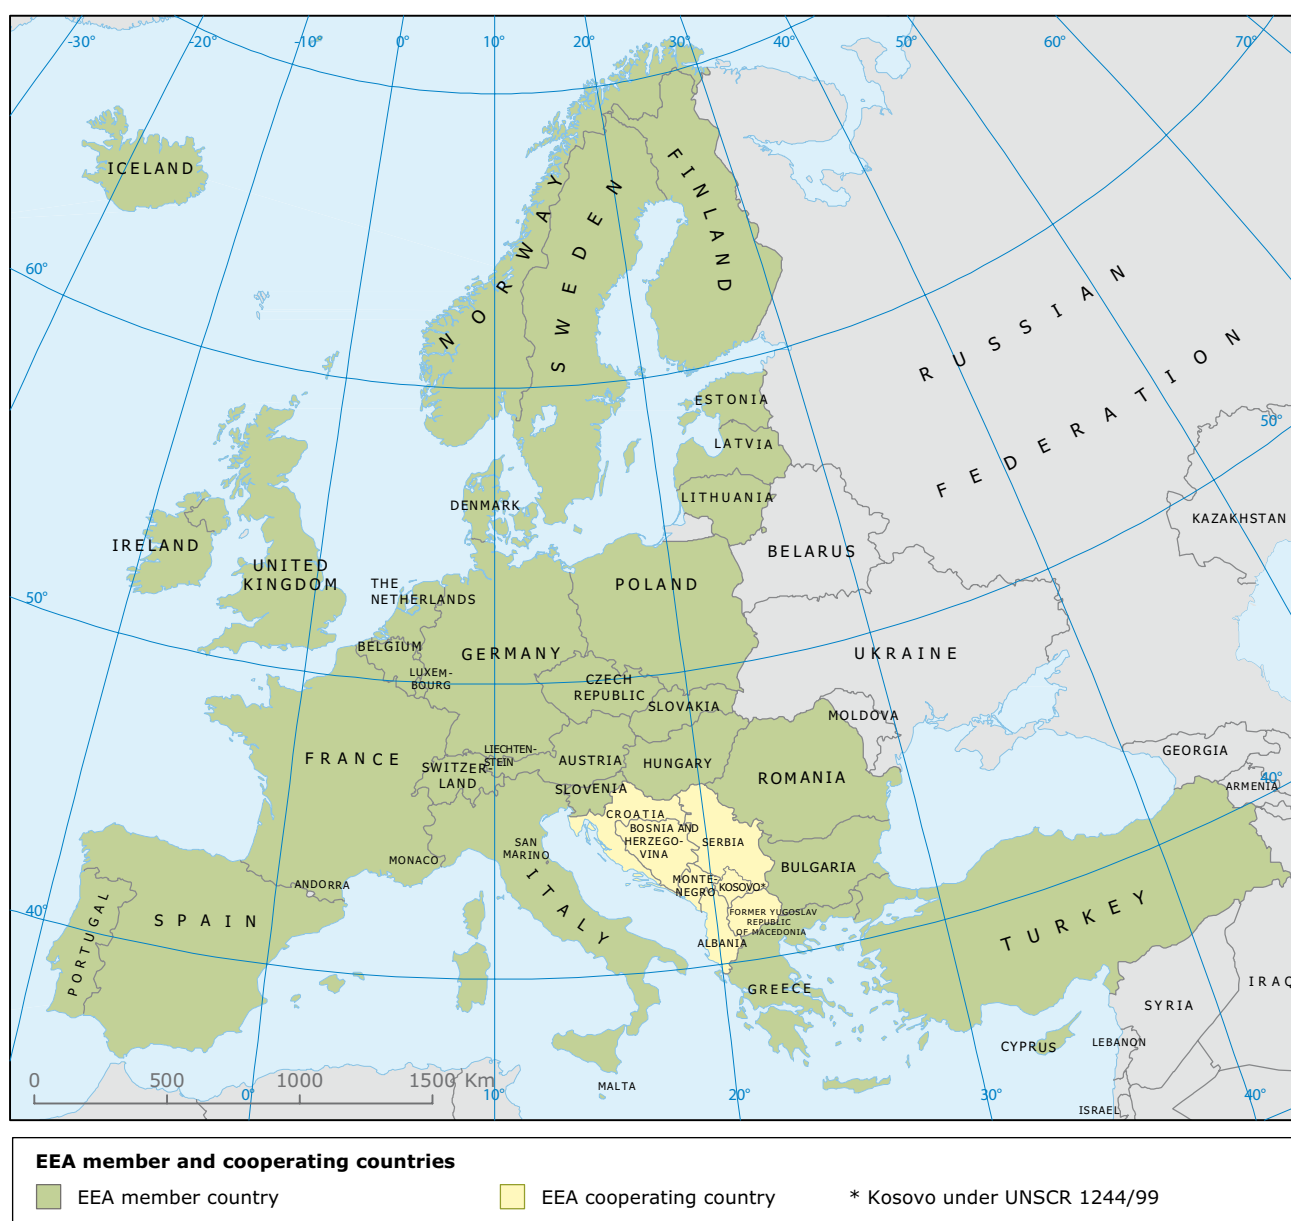 -30°
-20°
-10°
0°
10°
20°
30°
50°
60°
70°
ICELAND
FINLAND
NORWAY
SWEDEN
60°
RUSSIAN
FEDERATION
ESTONIA
50°
LATVIA
LITHUANIA
DENMARK
KAZAKHSTAN
IRELAND
BELARUS
UNITED
KINGDOM
THE
NETHERLANDS
POLAND
50°
BELGIUM
GERMANY
UKRAINE
LUXEM-
BOURG
CZECH
REPUBLIC
SLOVAKIA
MOLDOVA
FRANCE
LIECHTEN-
STEIN
SWITZER-
LAND
AUSTRIA
HUNGARY
GEORGIA
ROMANIA
40°
ARMENIA
SLOVENIA
CROATIA
BOSNIA AND
HERZEGO-
VINA
SERBIA
SAN
MARINO
MONACO
BULGARIA
ANDORRA
MONTE-
NEGRO
KOSOVO*
ITALY
PORTUGAL
SPAIN
40°
FORMER YUGOSLAV
REPUBLIC
OF MACEDONIA
ALBANIA
TURKEY
GREECE
IRAQ
SYRIA
CYPRUS
LEBANON
MALTA
ISRAEL
0 500 1000 1500 Km
0°
10°
20°
30°
40°
EEA member and cooperating countries
EEA member country
EEA cooperating country
* Kosovo under UNSCR 1244/99